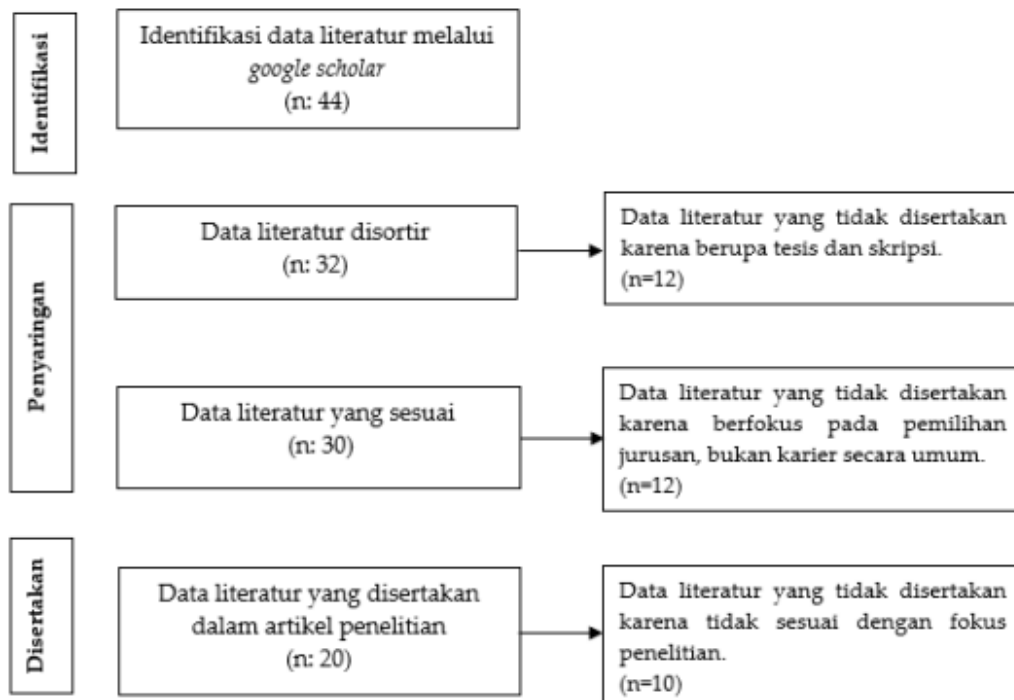 Identifikasi
Identifikasi data literatur melalui
google scholar
(n: 44)
Penyaringan
Data literatur disortir
(n: 32)
Data literatur yang tidak disertakan
karena berupa tesis dan skripsi.
(n=12)
Data literatur yang sesuai
(n: 30)
Data literatur yang tidak disertakan
karena berfokus pada pemilihan
jurusan, bukan karier secara umum.
(n=12)
Disertakan
Data literatur yang disertakan
dalam artikel penelitian
(n: 20)
Data literatur yang tidak disertakan
karena tidak sesuai dengan fokus
penelitian.
(n=10)